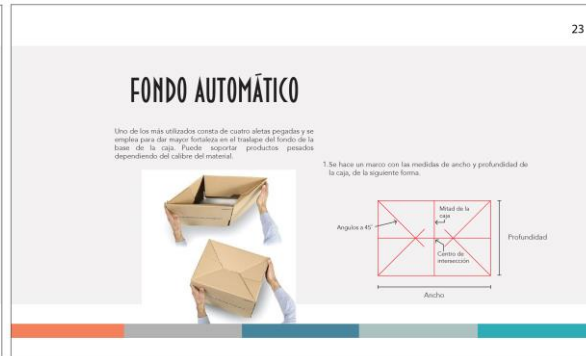 23
FONDO AUTOMÁTICO
Uno de los más utilizados consta de cuatro aletas pegadas y se
emplea para dar mayor fortaleza en el traslape del fondo de la
base de la caja. Puede soportar productos pesados
dependiendo del calibre del material.
1.Se hace un marco con las medidas de ancho y profundidad de
la caja, de la siguiente forma.
Mitad de la
caja
Angulos a 45°
Profundidad
Centro de
intersección
Ancho